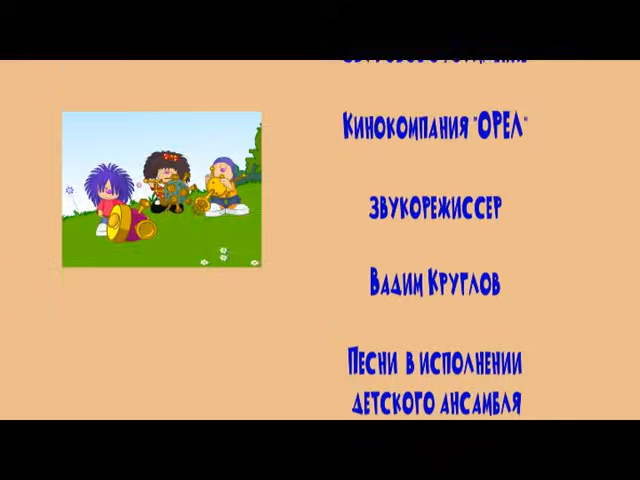 Кинокомпания "ОРЕЛ"
звукорежиссер
Вадим Круглов
Песни в исполнении
детского ансамбля